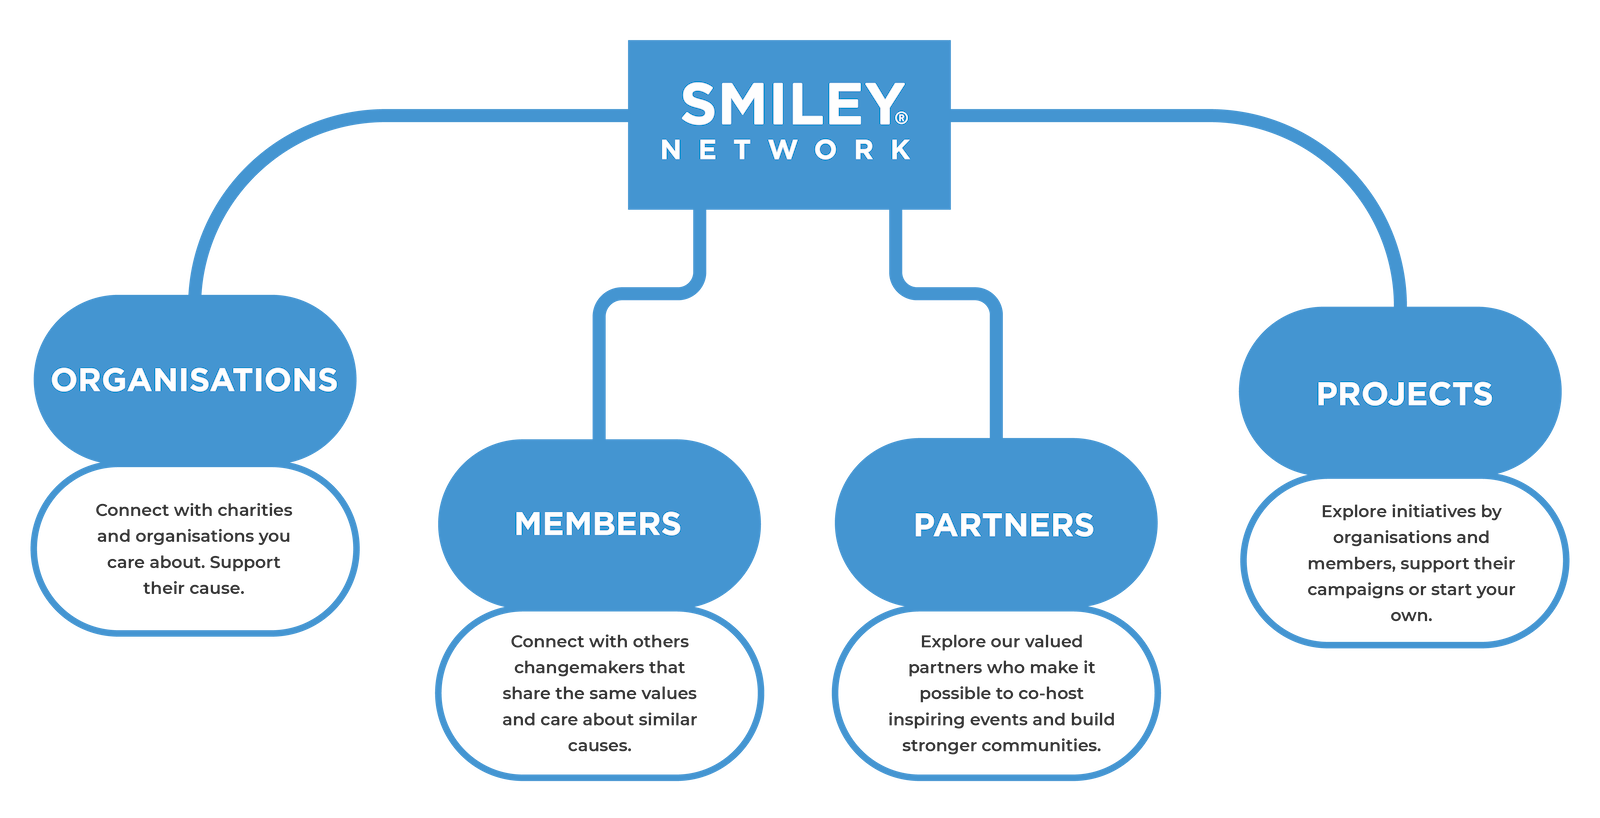 SMILEY®
NETWORK
ORGANISATIONS
Connect with charities
and organisations you
care about. Support
their cause.
MEMBERS
Connect with others
changemakers that
share the same values
and care about similar
causes.
PARTNERS
Explore our valued
partners who make it
possible to co-host
inspiring events and build
stronger communities.
PROJECTS
Explore initiatives by
organisations and
members, support their
campaigns or start your
own.